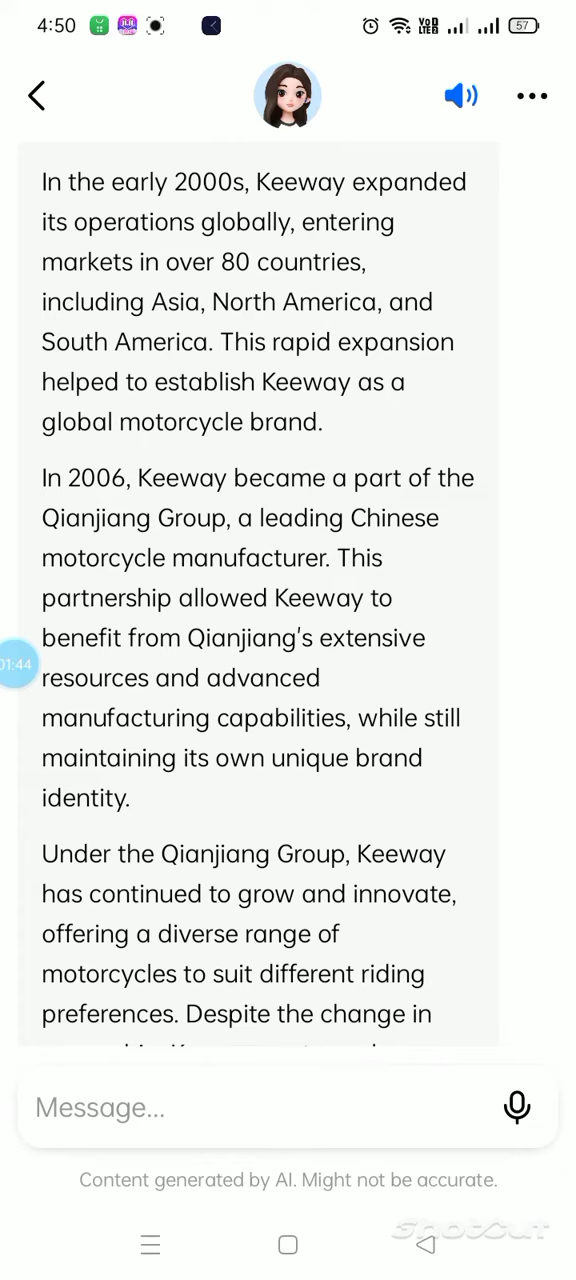 4:50
VoD
LTE2
57
In the early 2000s, Keeway expanded
its operations globally, entering
markets in over 80 countries,
including Asia, North America, and
South America. This rapid expansion
helped to establish Keeway as a
global motorcycle brand.
In 2006, Keeway became a part of the
Qianjiang Group, a leading Chinese
motorcycle manufacturer. This
partnership allowed Keeway to
benefit from Qianjiang's extensive
01:44
resources and advanced
manufacturing capabilities, while still
maintaining its own unique brand
identity.
Under the Qianjiang Group, Keeway
has continued to grow and innovate,
offering a diverse range of
motorcycles to suit different riding
preferences. Despite the change in
Message...
Content generated by AI. Might not be accurate.
ShotCut